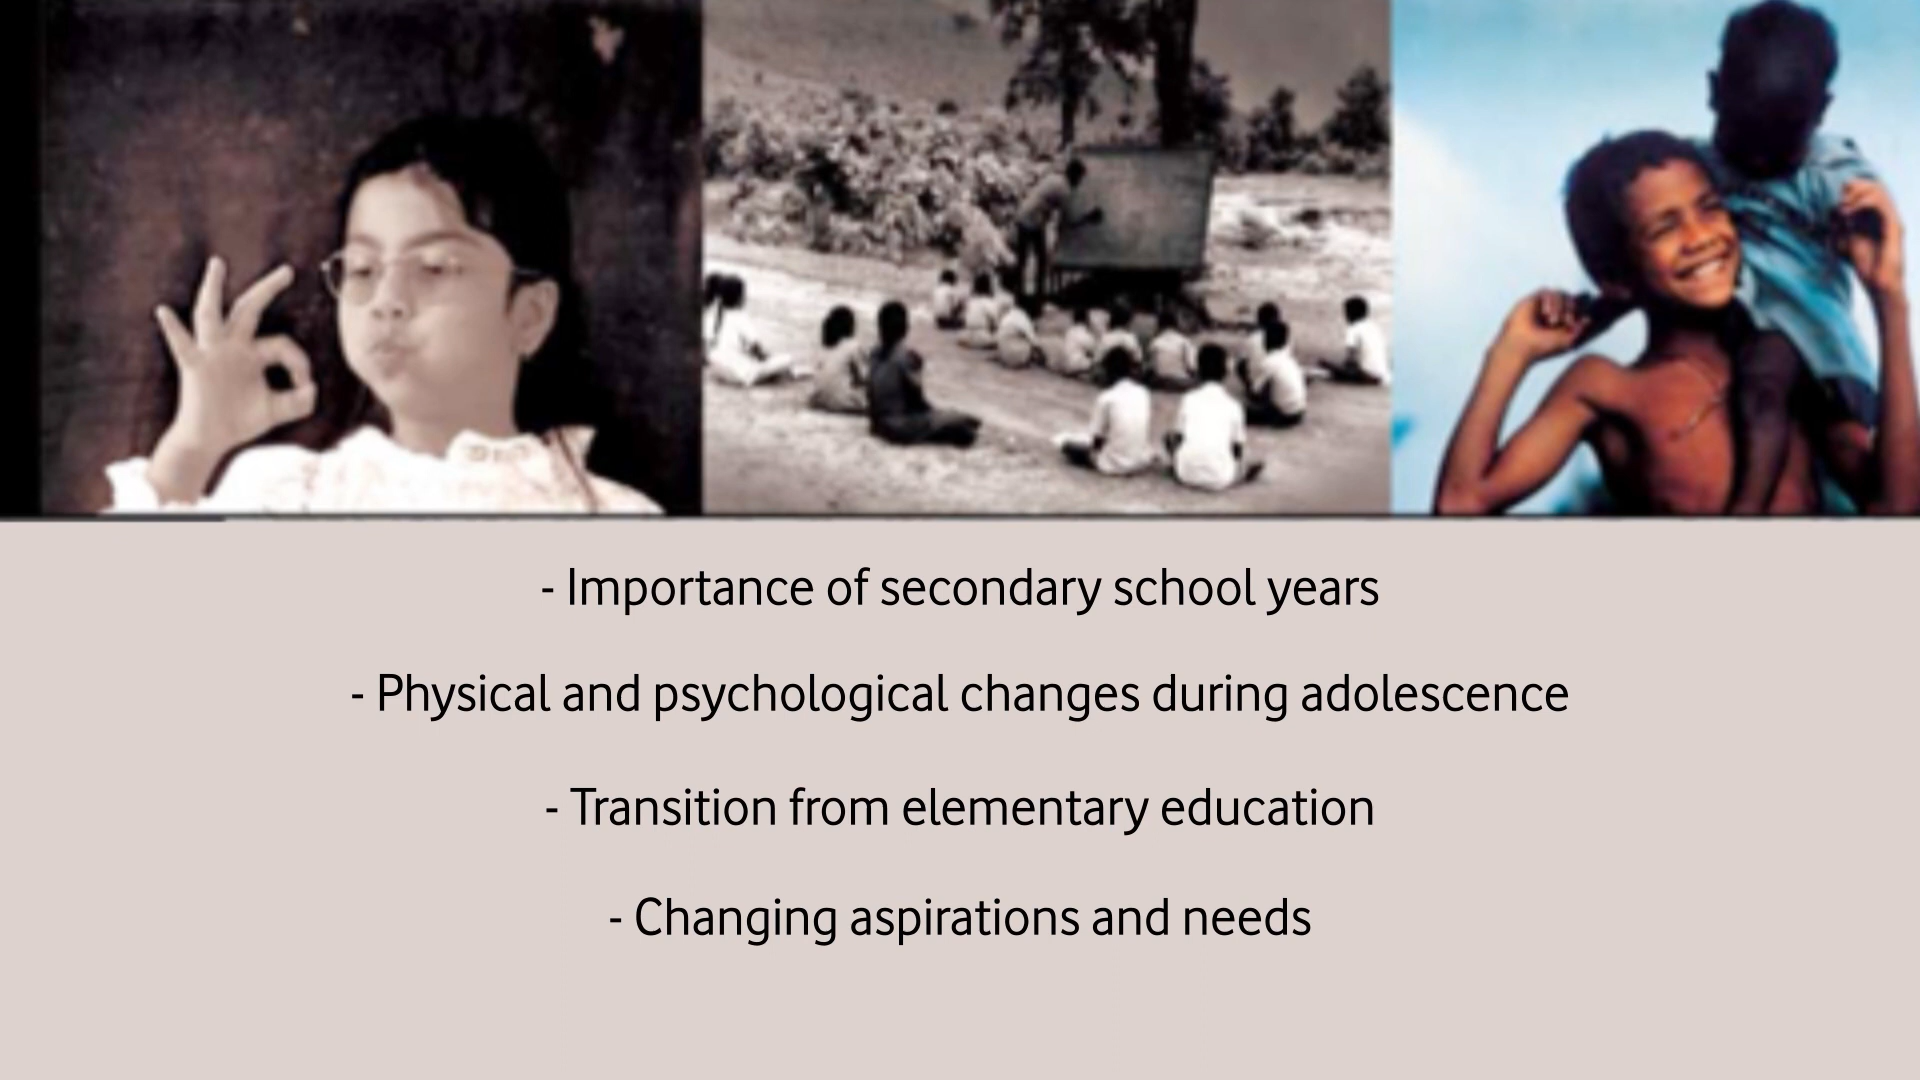 - Importance of secondary school years
- Physical and psychological changes during adolescence
- Transition from elementary education
- Changing aspirations and needs